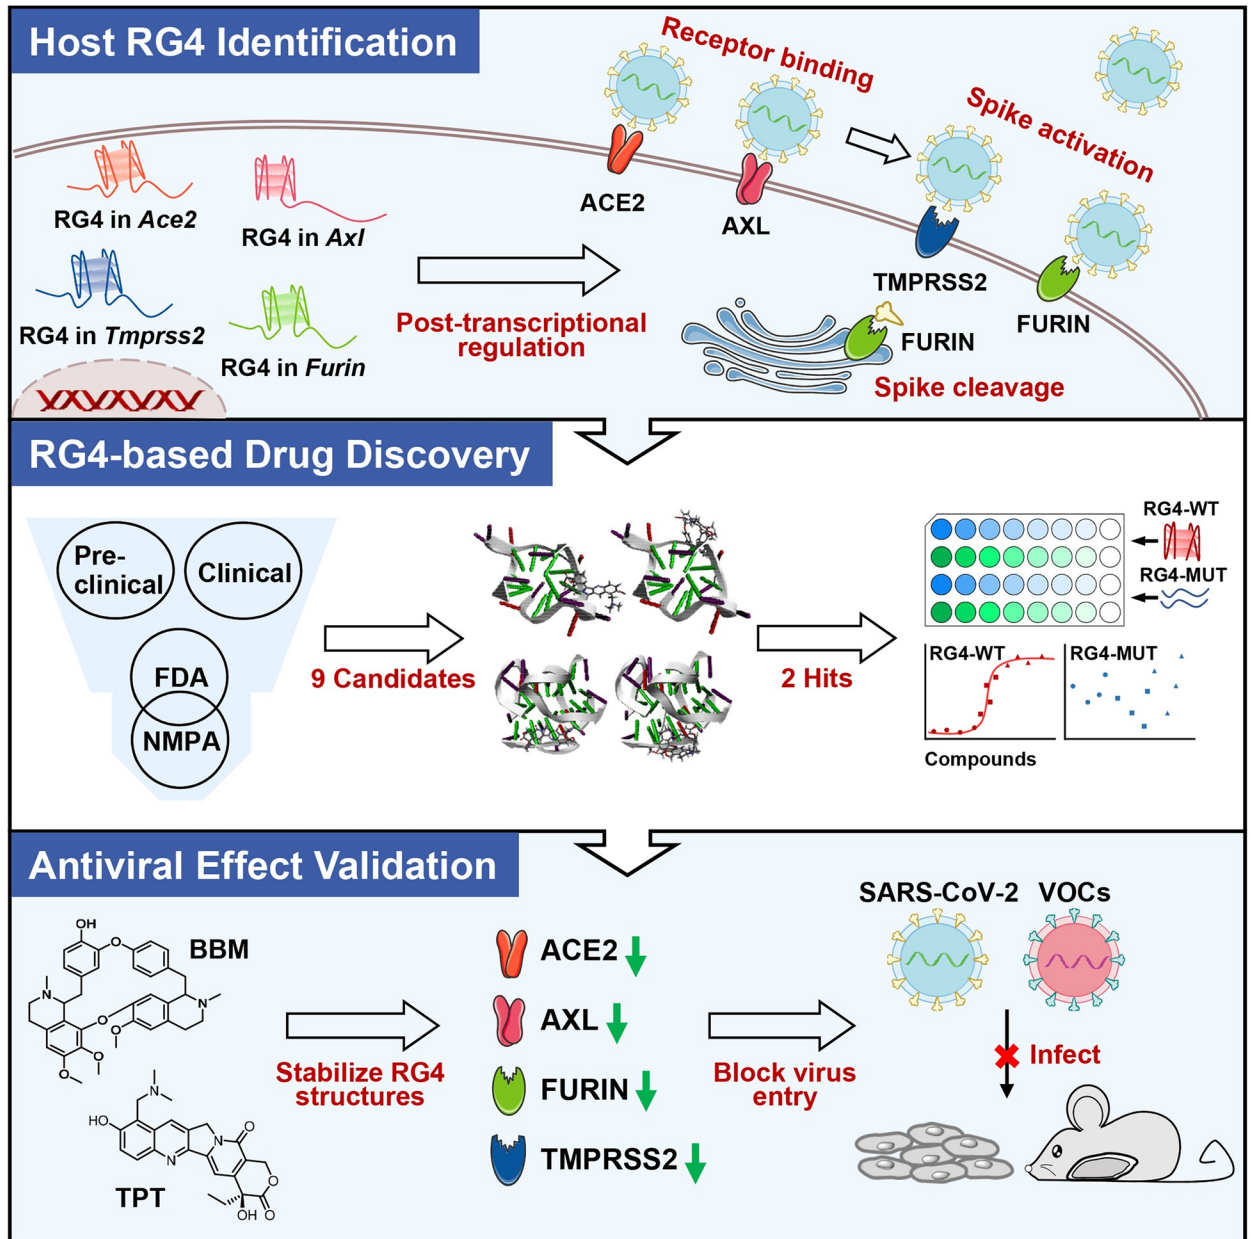 Host RG4 Identification
Receptor binding
Spike activation
RG4 in Ace2
RG4 in Axl
RG4 in Tmprss2
RG4 in Furin
Post-transcriptional
regulation
ACE2
AXL
TMPRSS2
FURIN
FURIN
Spike cleavage
RG4-based Drug Discovery
Pre-
clinical
Clinical
FDA
NMPA
9 Candidates
2 Hits
RG4-WT
RG4-MUT
RG4-WT
RG4-MUT
Compounds
Antiviral Effect Validation
BBM
OH
O
N
N
O
O
O
O
TPT
N
HO
N
N
O
O
O
OH
Stabilize RG4
structures
ACE2
AXL
FURIN
TMPRSS2
Block virus
entry
SARS-CoV-2
VOCs
Infect